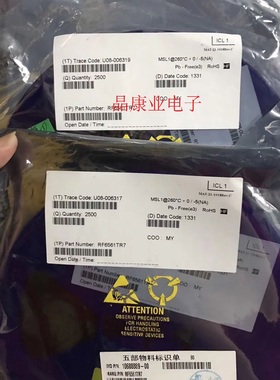 ICL 1
(1T) Trace Code: U08-006319
MSL1@260°C + 0 / -5(NA)
Pb - Free(e3) RoHS
(Q) Quantity: 2500
(D) Date Code: 1331
晶康业电子
(1P) Part Number:
Open Date / Time:
ICL 1
(1T) Trace Code: U08-006317
MSL1@260°C + 0 / -5(NA)
Pb - Free(e3) RoHS
(Q) Quantity: 2500
(D) Date Code: 1331
COO : MY
(1P) Part Number: RF6561TR7
Open Date / Time:
ATTENTION
OBSERVE PRECAUTIONS
FOR HANDLING
ELECTROSTATIC
SENSITIVE DEVICES
五部物料标识单